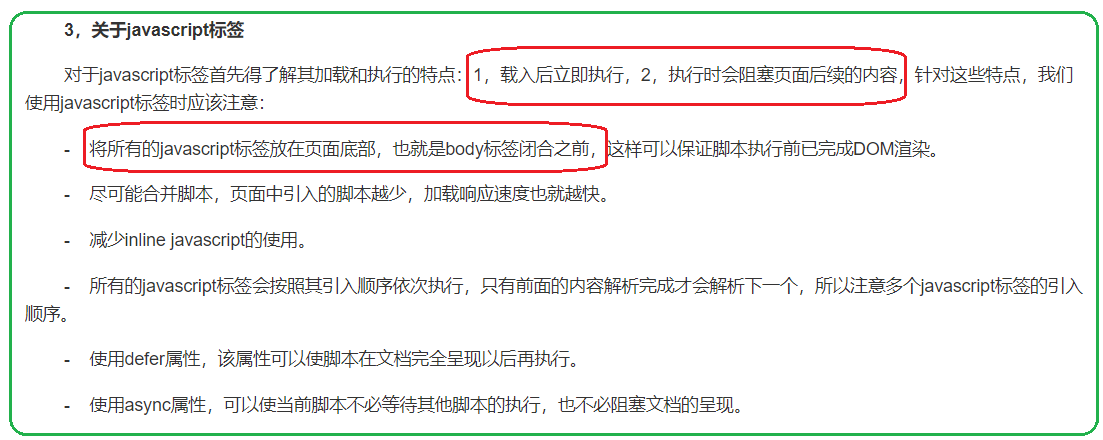 3，关于javascript标签
对于javascript标签首先得了解其加载和执行的特点：1，载入后立即执行，2，执行时会阻塞页面后续的内容，针对这些特点，我们
使用javascript标签时应该注意：
- 将所有的javascript标签放在页面底部，也就是body标签闭合之前，这样可以保证脚本执行前已完成DOM渲染。
- 尽可能合并脚本，页面中引入的脚本越少，加载响应速度也就越快。
- 减少inline javascript的使用。
- 所有的javascript标签会按照其引入顺序依次执行，只有前面的内容解析完成才会解析下一个，所以注意多个javascript标签的引入
顺序。
- 使用defer属性，该属性可以使脚本在文档完全呈现以后再执行。
- 使用async属性，可以使当前脚本不必等待其他脚本的执行，也不必阻塞文档的呈现。